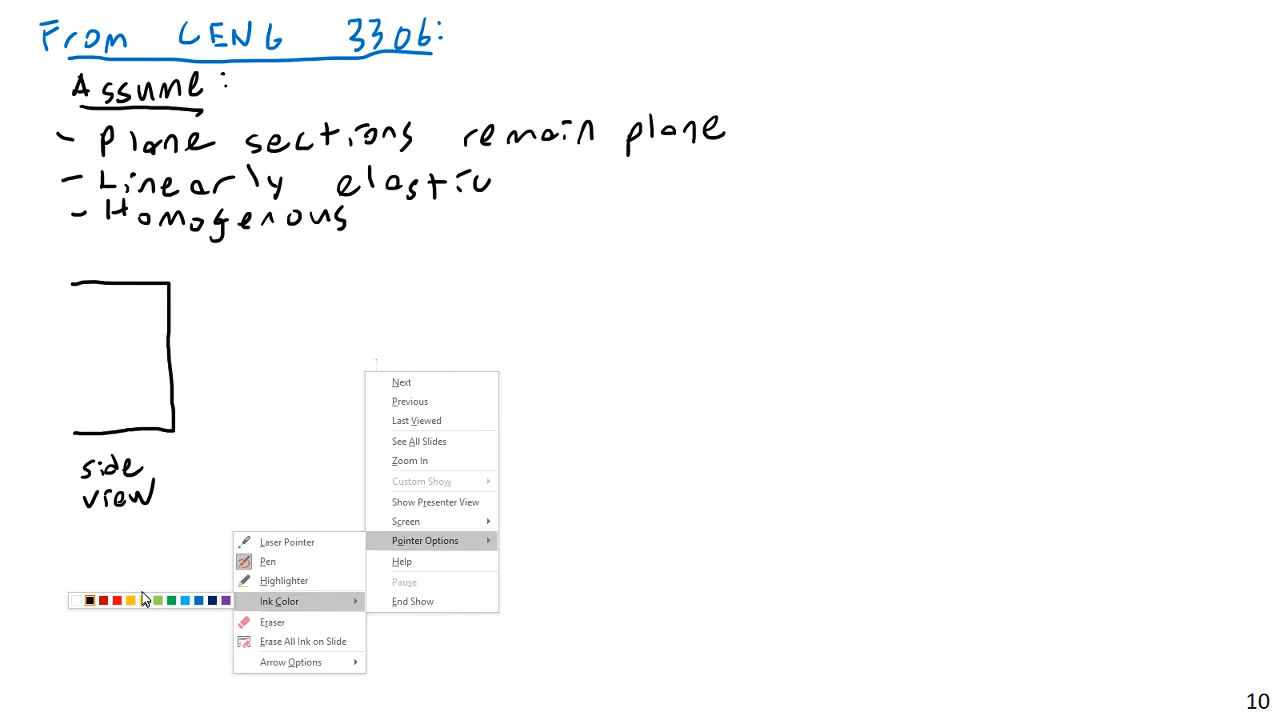 From CENG 3306:
Assume:
- Plane sections remain plane
- Linearly elastic
- Homogenous
side
view
Next
Previous
Last Viewed
See All Slides
Zoom In
Custom Show
Show Presenter View
Screen
Pointer Options
Help
Pause
End Show
Laser Pointer
Pen
Highlighter
Ink Color
Eraser
Erase All Ink on Slide
Arrow Options
10